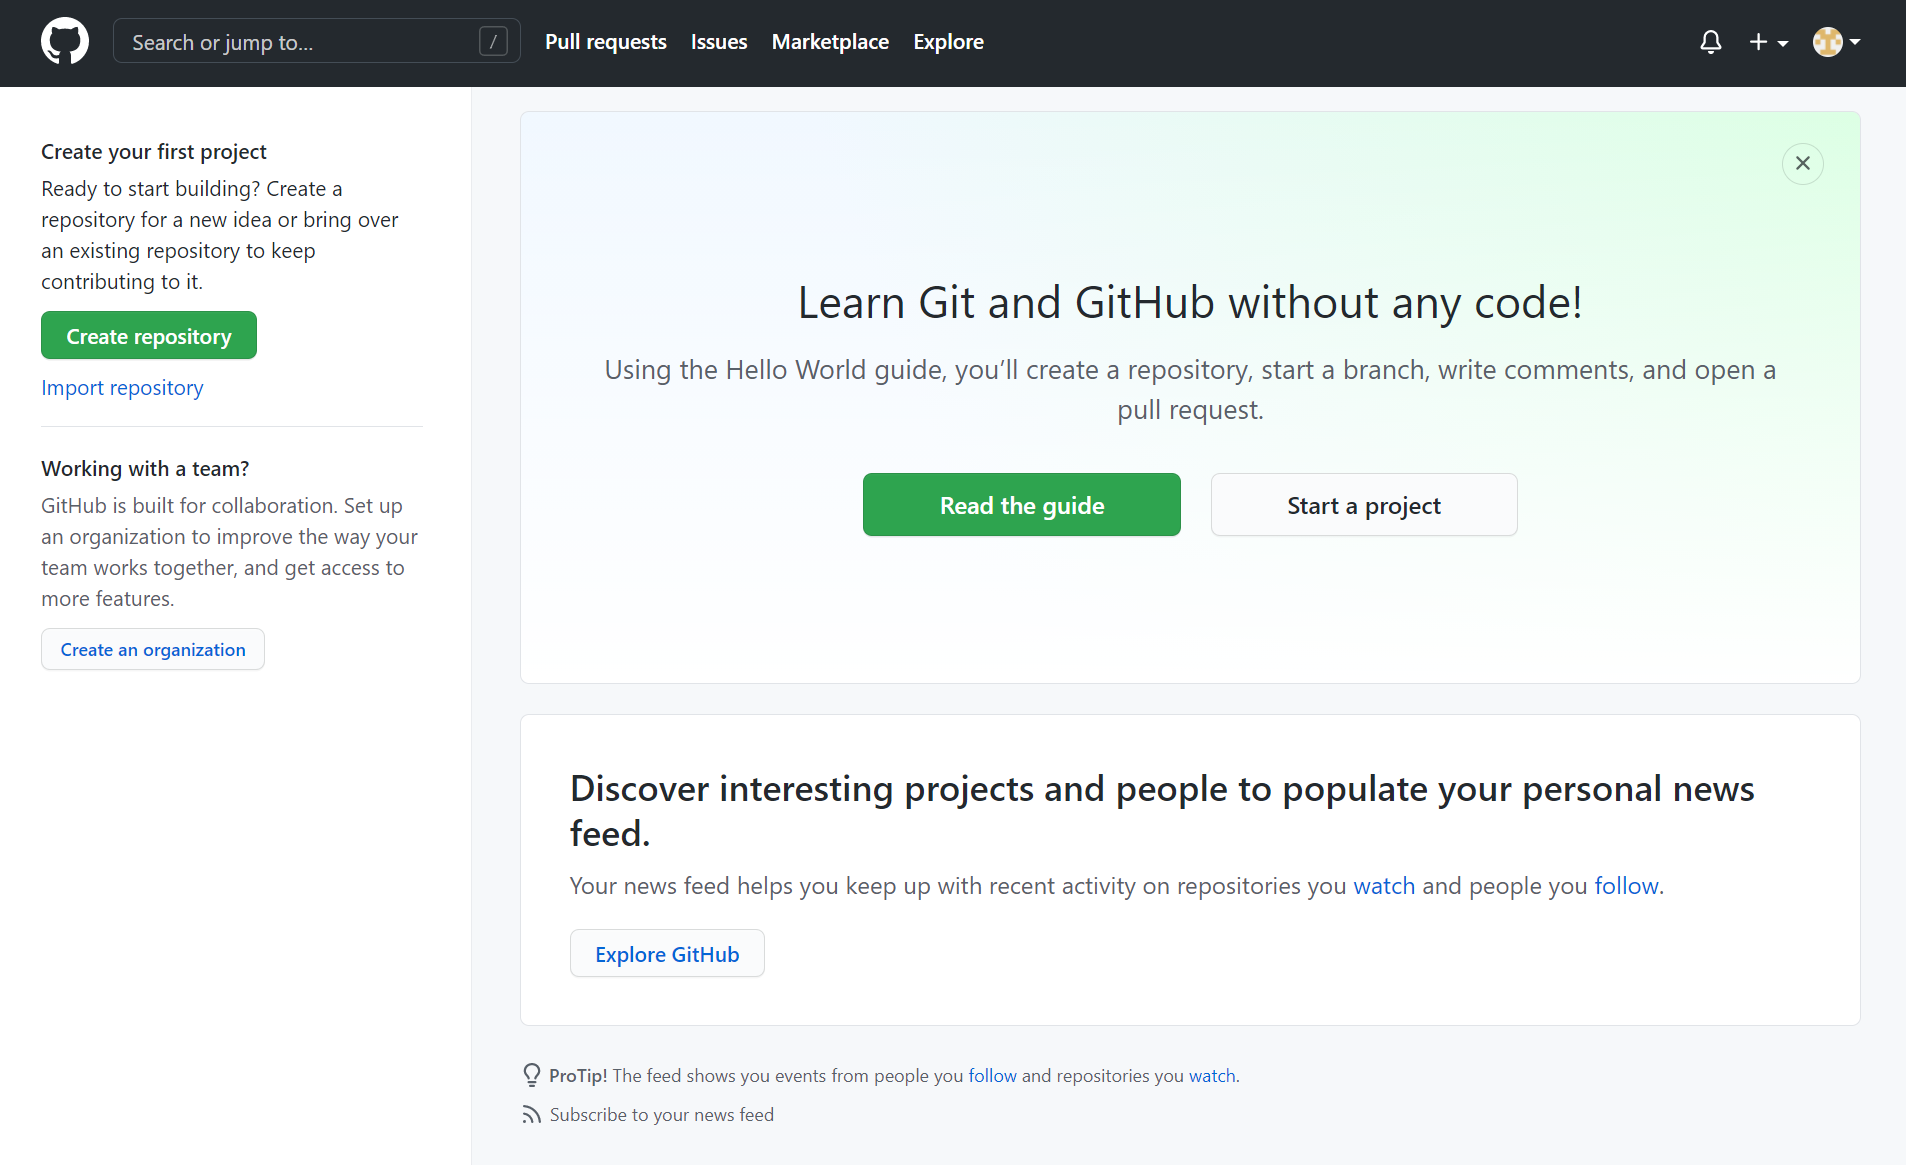 Search or jump to... /
Pull requests Issues Marketplace Explore
Create your first project
Ready to start building? Create a
repository for a new idea or bring over
an existing repository to keep
contributing to it.
Create repository
Import repository
Working with a team?
GitHub is built for collaboration. Set up
an organization to improve the way your
team works together, and get access to
more features.
Create an organization
Learn Git and GitHub without any code!
Using the Hello World guide, you’ll create a repository, start a branch, write comments, and open a
pull request.
Read the guide
Start a project
Discover interesting projects and people to populate your personal news
feed.
Your news feed helps you keep up with recent activity on repositories you watch and people you follow.
Explore GitHub
ProTip! The feed shows you events from people you follow and repositories you watch.
Subscribe to your news feed